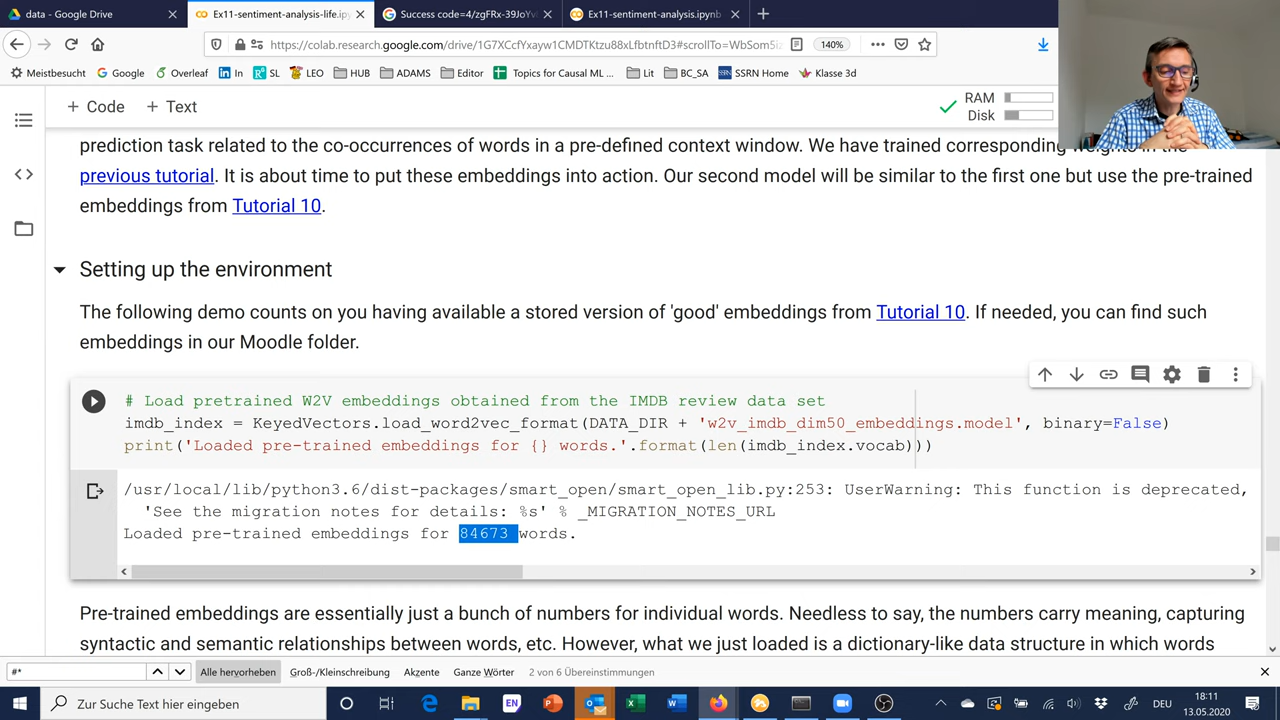 data - Google Drive
Ex11-sentiment-analysis-life.ipy
Success code=4/zgFRx-39JoYv
Ex11-sentiment-analysis.ipynb
https://colab.research.google.com/drive/1G7XCcfYxayw1CMDTKtzu88xLfbtnftD3#scrollTo=WbSom5i
140%
Meistbesucht
Google
Overleaf
In
SL
LEO
HUB
ADAMS
Editor
Topics for Causal ML ...
Lit
BC_SA
SSRN Home
Klasse 3d
+ Code + Text
RAM
Disk
prediction task related to the co-occurrences of words in a pre-defined context window. We have trained corresponding weights in the
previous tutorial. It is about time to put these embeddings into action. Our second model will be similar to the first one but use the pre-trained
embeddings from Tutorial 10.
Setting up the environment
The following demo counts on you having available a stored version of 'good' embeddings from Tutorial 10. If needed, you can find such
embeddings in our Moodle folder.
# Load pretrained W2V embeddings obtained from the IMDB review data set
imdb_index = KeyedVectors.load_word2vec_format(DATA_DIR + 'w2v_imdb_dim50_embeddings.model', binary=False)
print('Loaded pre-trained embeddings for {} words.'.format(len(imdb_index.vocab)))
/usr/local/lib/python3.6/dist-packages/smart_open/smart_open_lib.py:253: UserWarning: This function is deprecated,
'See the migration notes for details: %s' % _MIGRATION_NOTES_URL
Loaded pre-trained embeddings for 84673 words.
Pre-trained embeddings are essentially just a bunch of numbers for individual words. Needless to say, the numbers carry meaning, capturing
syntactic and semantic relationships between words, etc. However, what we just loaded is a dictionary-like data structure in which words
#*
Alle hervorheben
Groß-/Kleinschreibung
Akzente
Ganze Wörter
2 von 6 Übereinstimmungen
Zur Suche Text hier eingeben
EN
DEU
18:11
13.05.2020